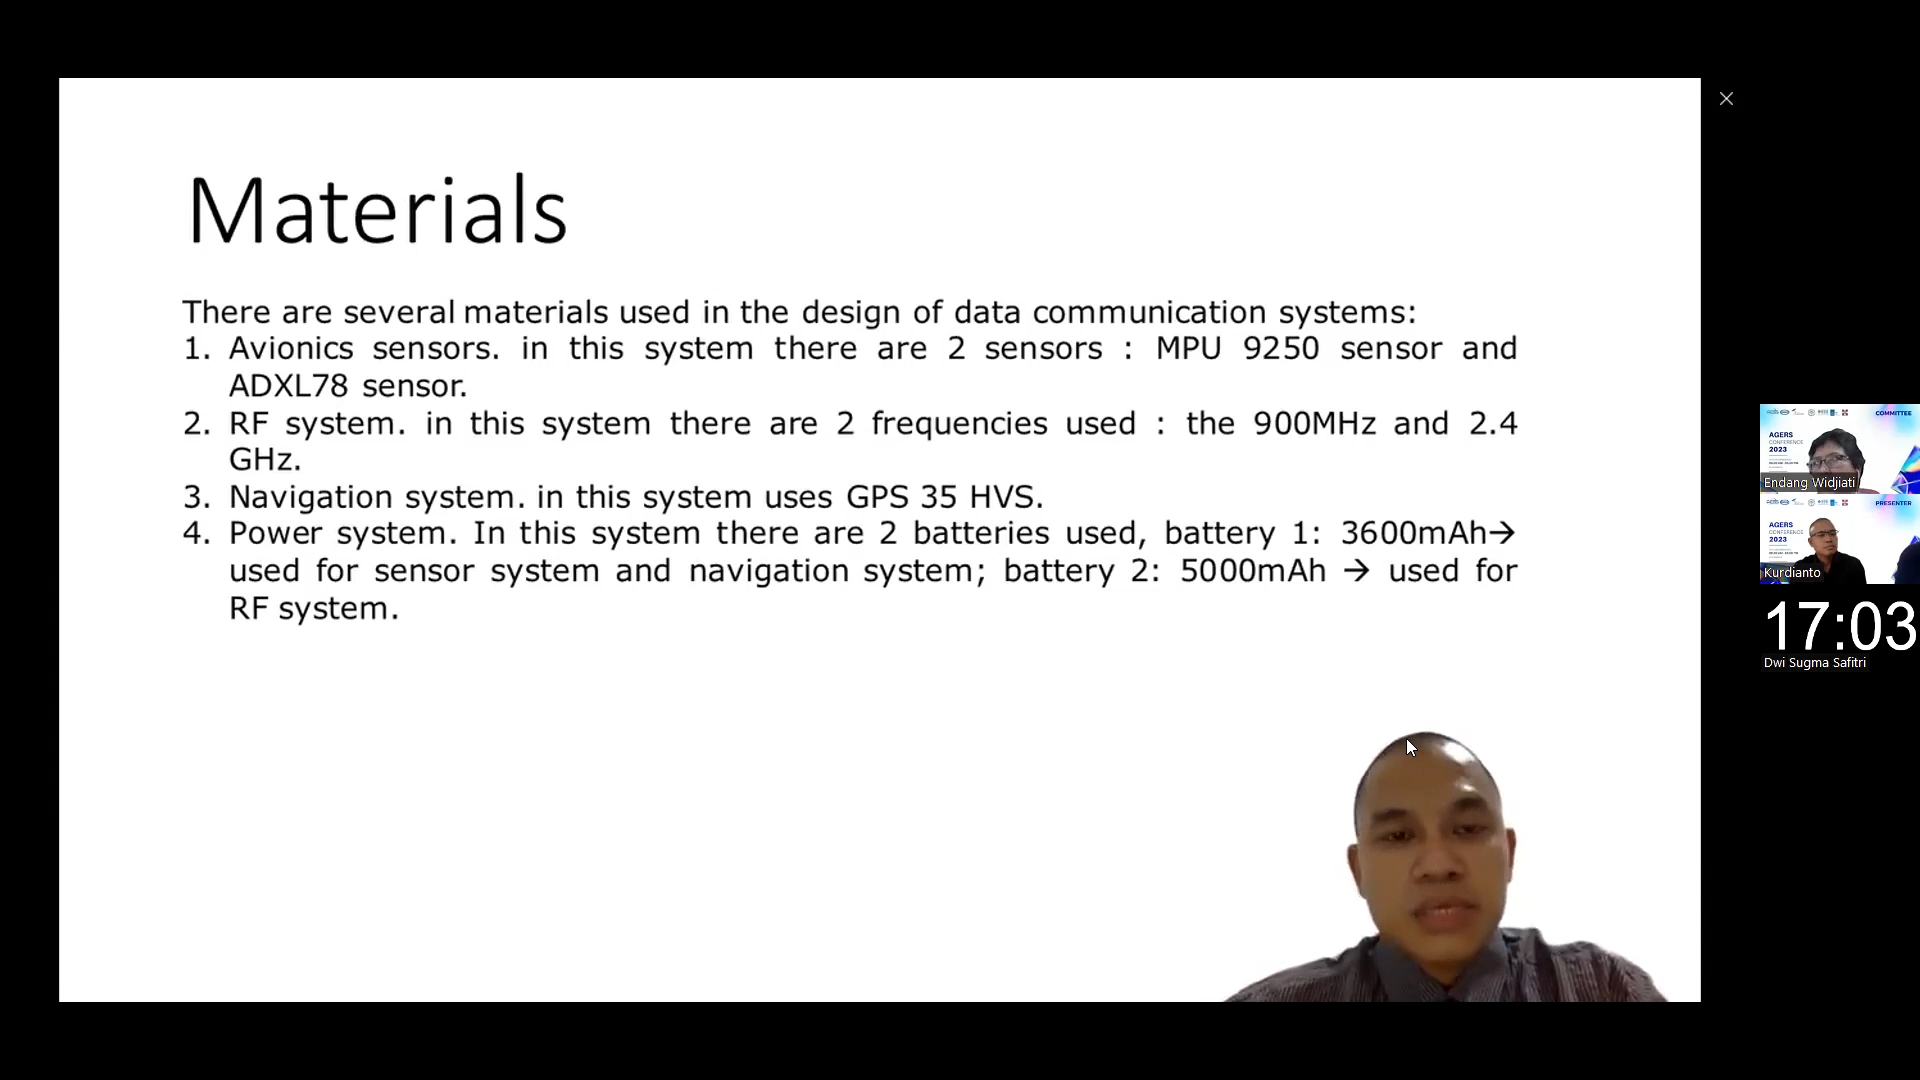 Materials
There are several materials used in the design of data communication systems:
1. Avionics sensors. in this system there are 2 sensors : MPU 9250 sensor and
ADXL78 sensor.
2. RF system. in this system there are 2 frequencies used : the 900MHz and 2.4
GHz.
3. Navigation system. in this system uses GPS 35 HVS.
4. Power system. In this system there are 2 batteries used, battery 1: 3600mAh→
used for sensor system and navigation system; battery 2: 5000mAh → used for
RF system.
COMMITTEE
AGERS
CONFERENCE
2023
Endang Widjiati
PRESENTER
AGERS
CONFERENCE
2023
Kurdianto
17:03
Dwi Sugma Safitri